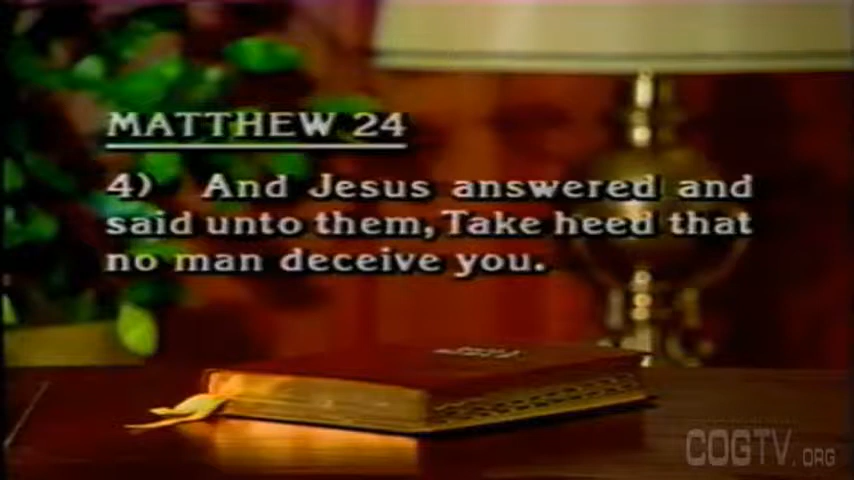 MATTHEW 24
4) And Jesus answered and
said unto them, Take heed that
no man deceive you.
COGTV.ORG